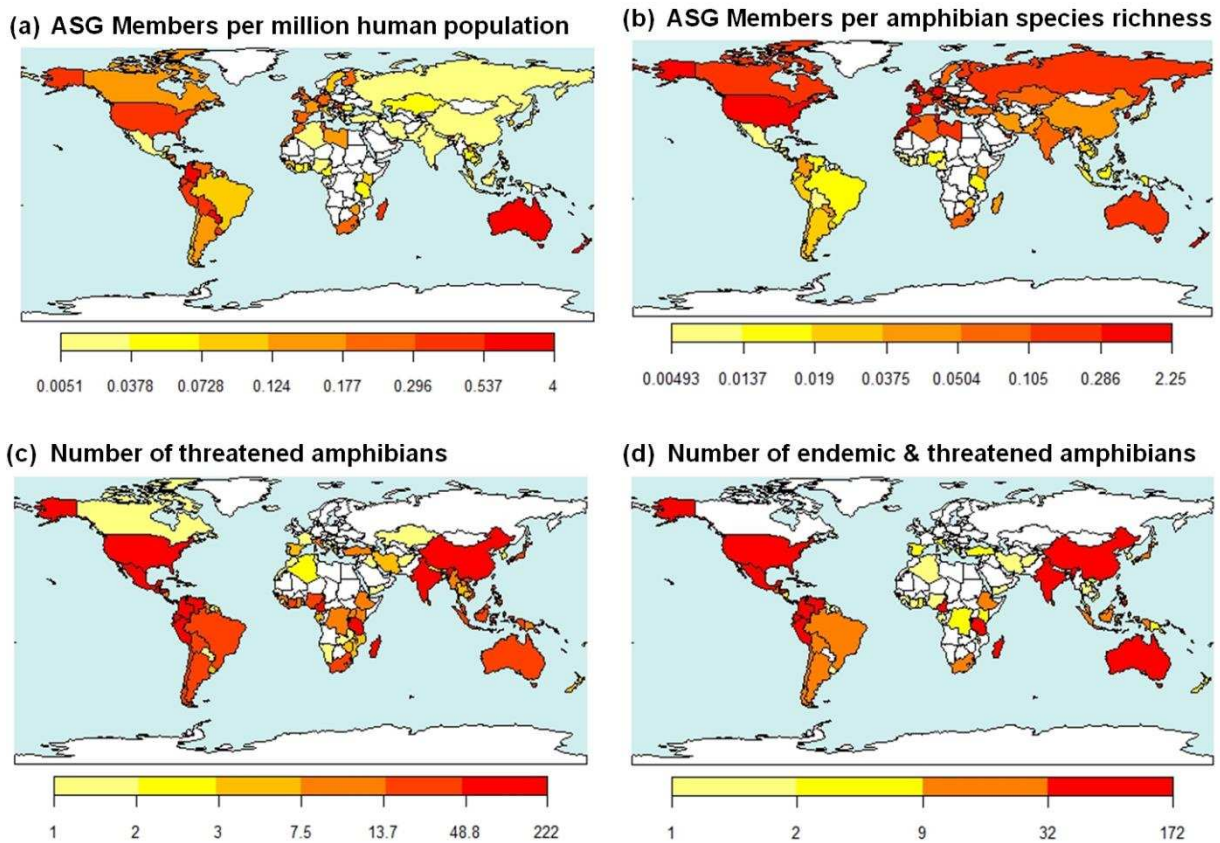 (a) ASG Members per million human population
(b) ASG Members per amphibian species richness
0.0051 0.0378 0.0728 0.124 0.177 0.296 0.537 4
0.00493 0.0137 0.019 0.0375 0.0504 0.105 0.286 2.25
(c) Number of threatened amphibians
(d) Number of endemic & threatened amphibians
1 2 3 7.5 13.7 48.8 222
1 2 9 32 172